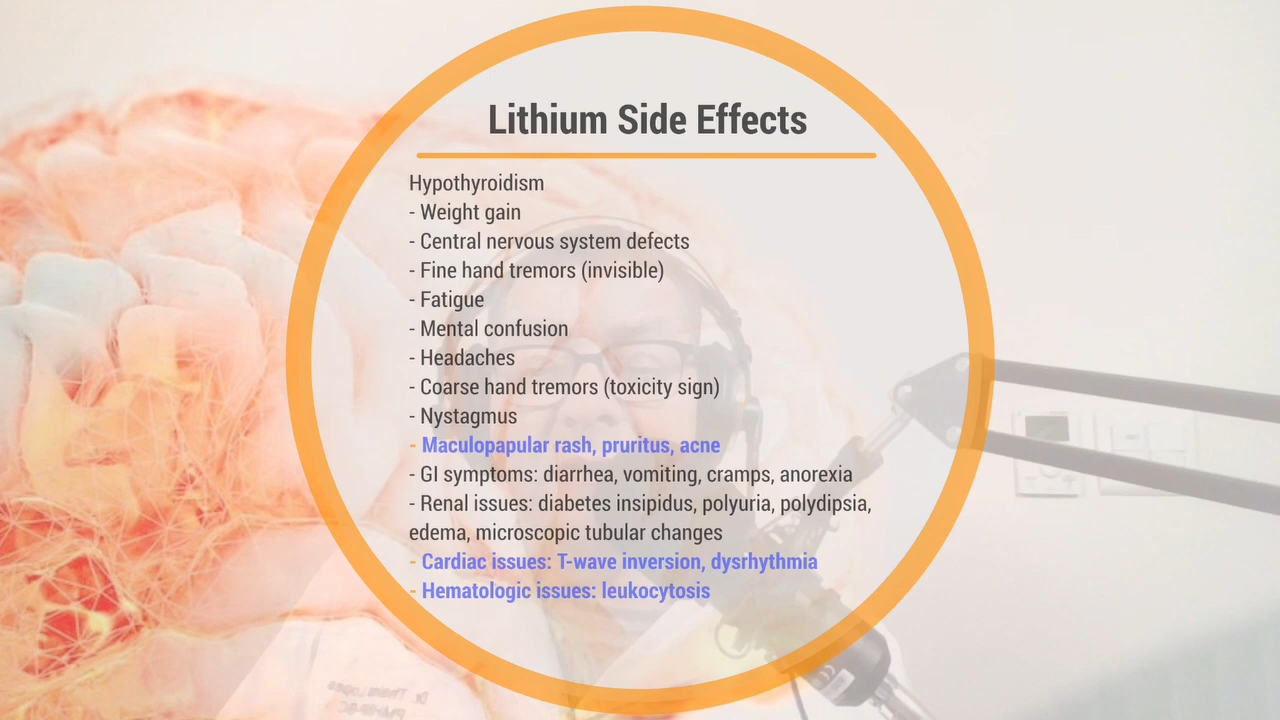 Lithium Side Effects
Hypothyroidism
- Weight gain
- Central nervous system defects
- Fine hand tremors (invisible)
- Fatigue
- Mental confusion
- Headaches
- Coarse hand tremors (toxicity sign)
- Nystagmus
- Maculopapular rash, pruritus, acne
- GI symptoms: diarrhea, vomiting, cramps, anorexia
- Renal issues: diabetes insipidus, polyuria, polydipsia,
edema, microscopic tubular changes
- Cardiac issues: T-wave inversion, dysrhythmia
- Hematologic issues: leukocytosis